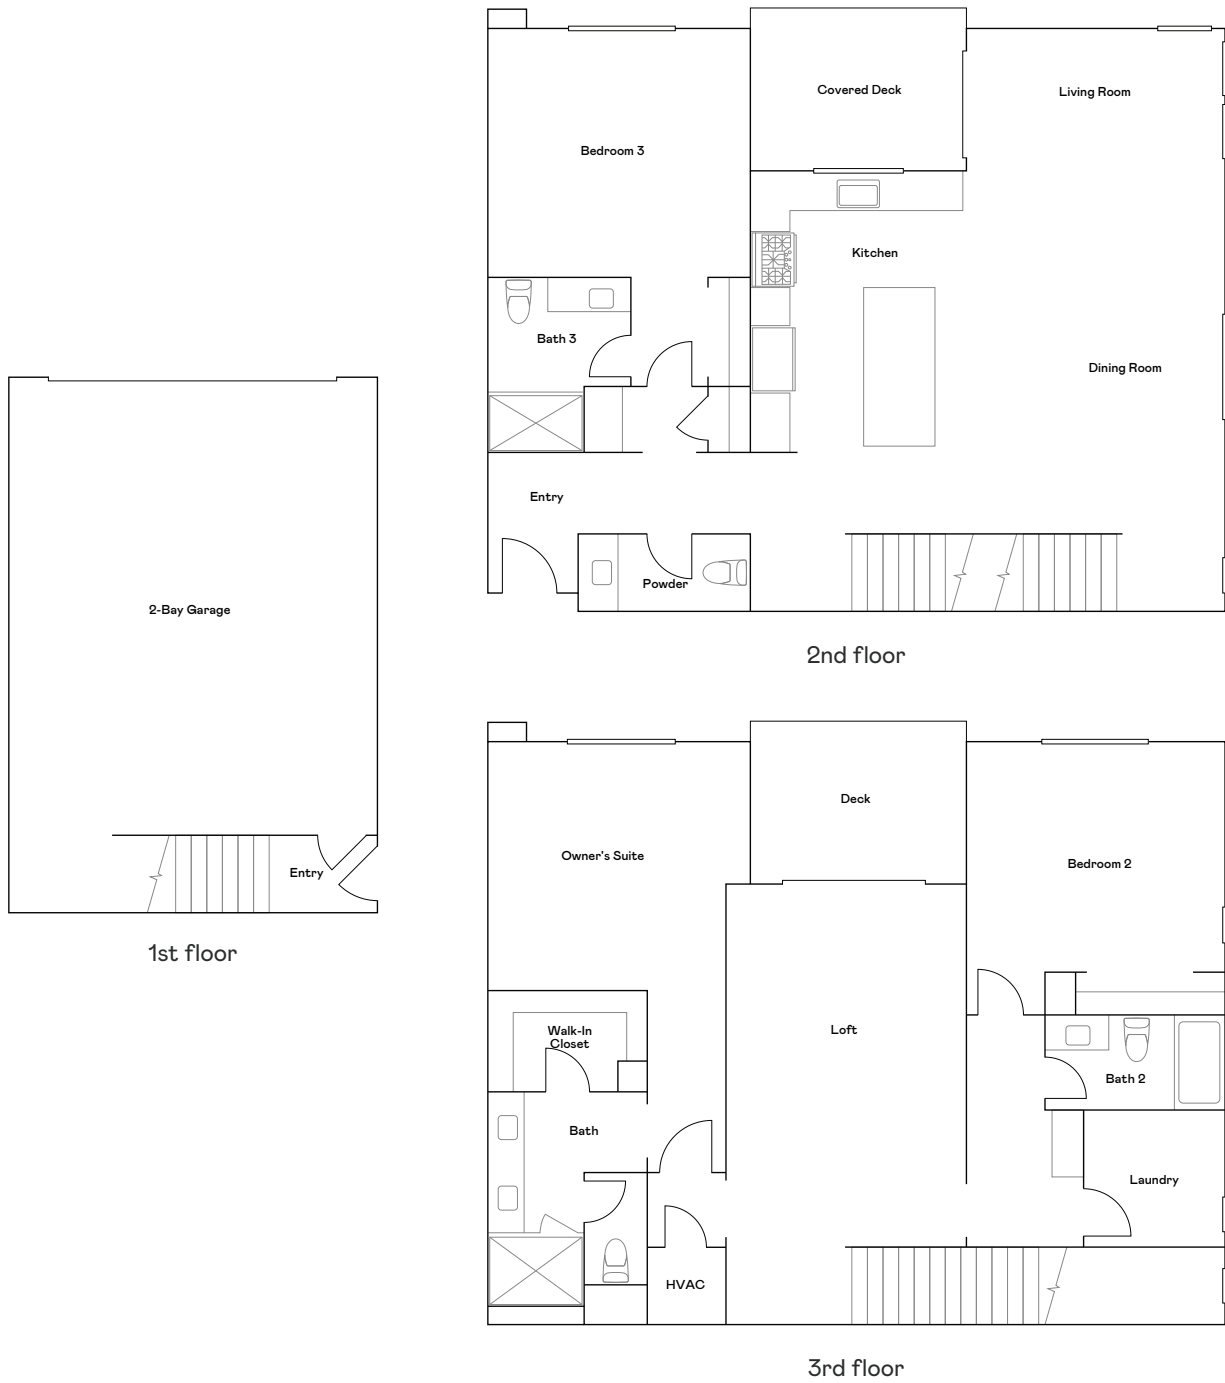 Covered Deck
Living Room
Bedroom 3
Kitchen
Bath 3
Dining Room
Entry
Powder
2nd floor
2-Bay Garage
Entry
1st floor
Deck
Owner's Suite
Bedroom 2
Walk-In
Closet
Loft
Bath 2
Bath
Laundry
HVAC
3rd floor